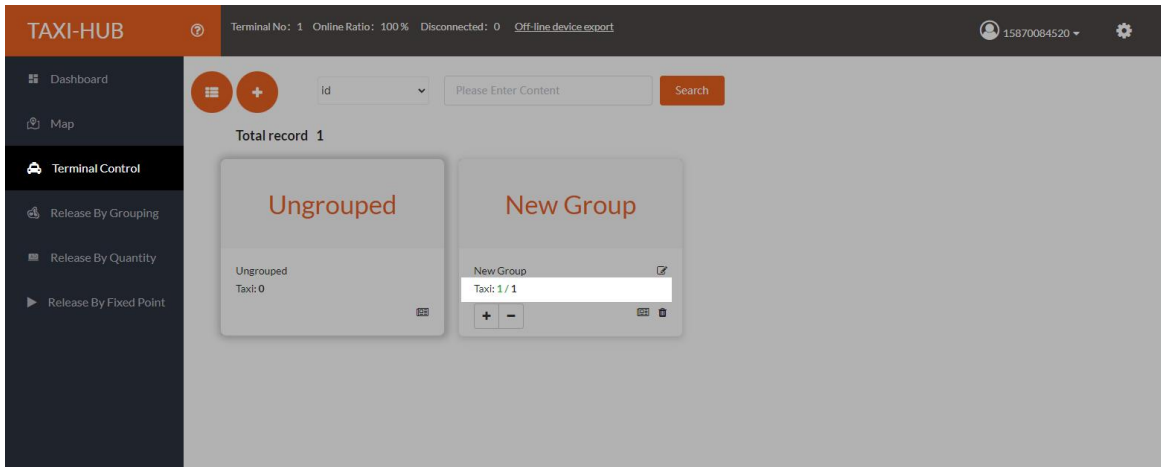 TAXI-HUB
Terminal No: 1 Online Ratio: 100 % Disconnected: 0 Off-line device export
15870084520
Dashboard
Map
Terminal Control
Release By Grouping
Release By Quantity
Release By Fixed Point
id
Please Enter Content
Search
Total record 1
Ungrouped
Ungrouped
Taxi: 0
New Group
New Group
Taxi: 1 / 1